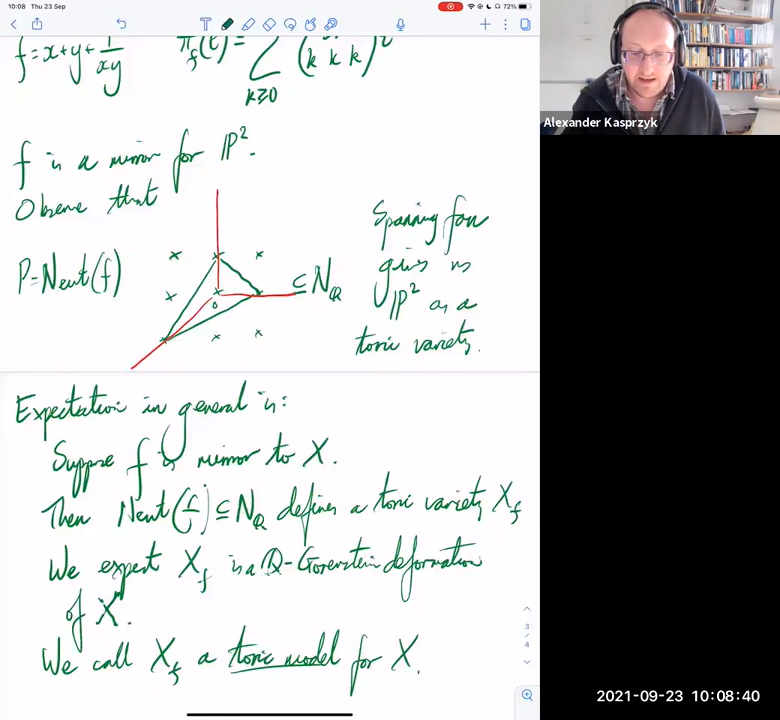 10:08 Thu 23 Sep
72%
f = x+y+1/xy π_f(t) = Σ_{k≥0} (k k k)
f is a mirror for P².
Observe that
P=Newt(f)
0
⊆ N_Q
Spanning fan
gives us
P² as a
toric variety.
Expectation in general is:
Suppose f is mirror to X.
Then Newt(f) ⊆ N_Q defines a toric variety X_f
We expect X_f is a Q-Gorenstein deformation
of X.
We call X_f a toric model for X.
3
/
4
Alexander Kasprzyk
2021-09-23 10:08:40